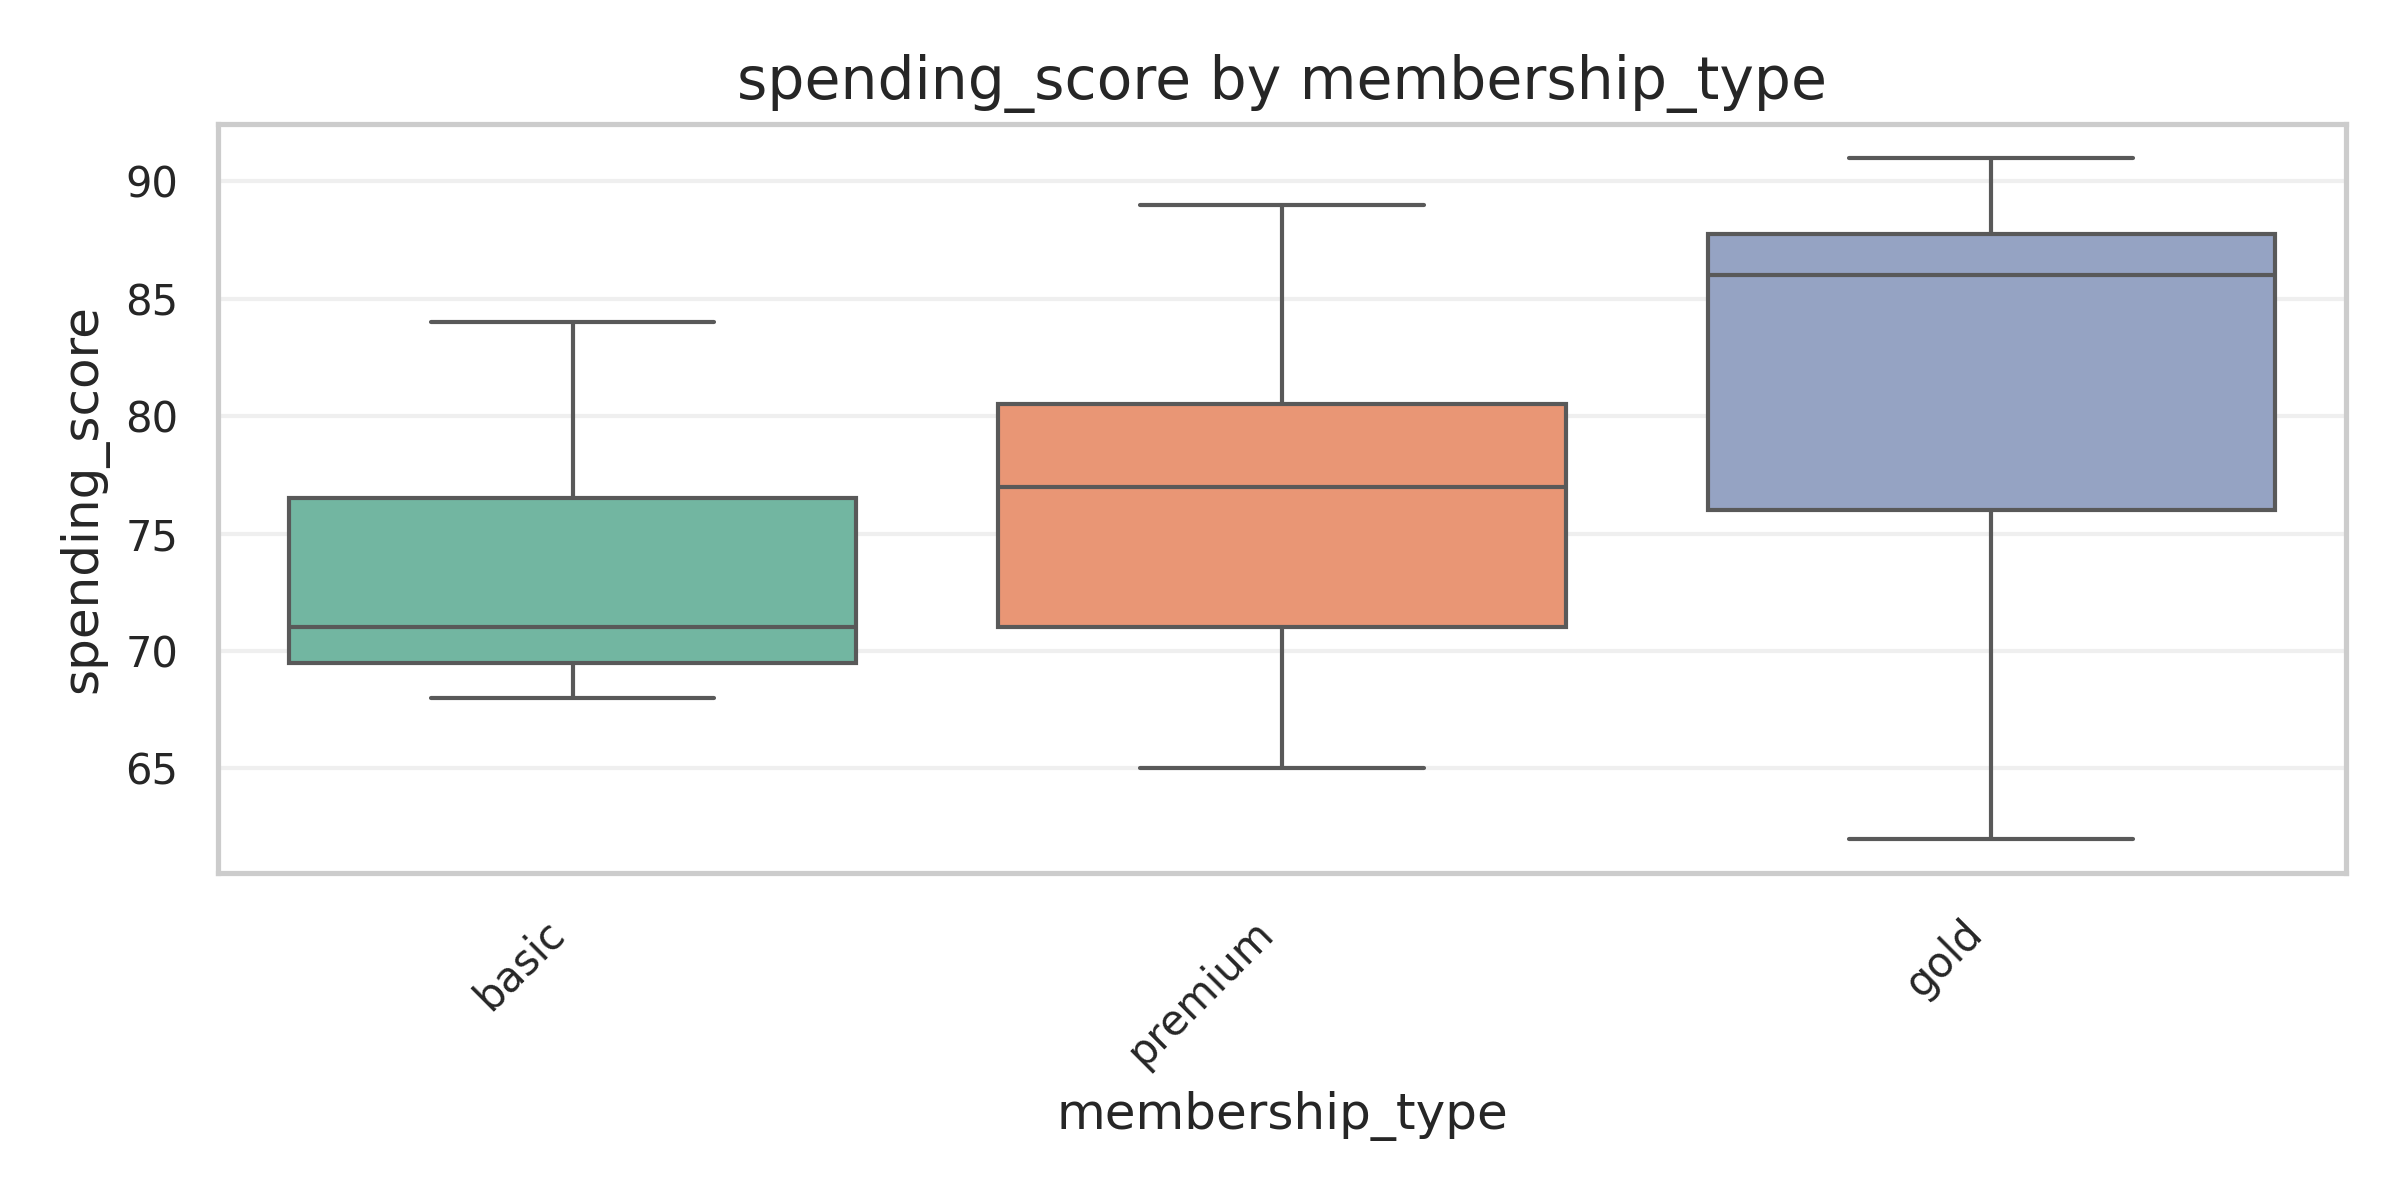 spending_score by membership_type
spending_score
90
85
80
75
70
65
basic
premium
gold
membership_type